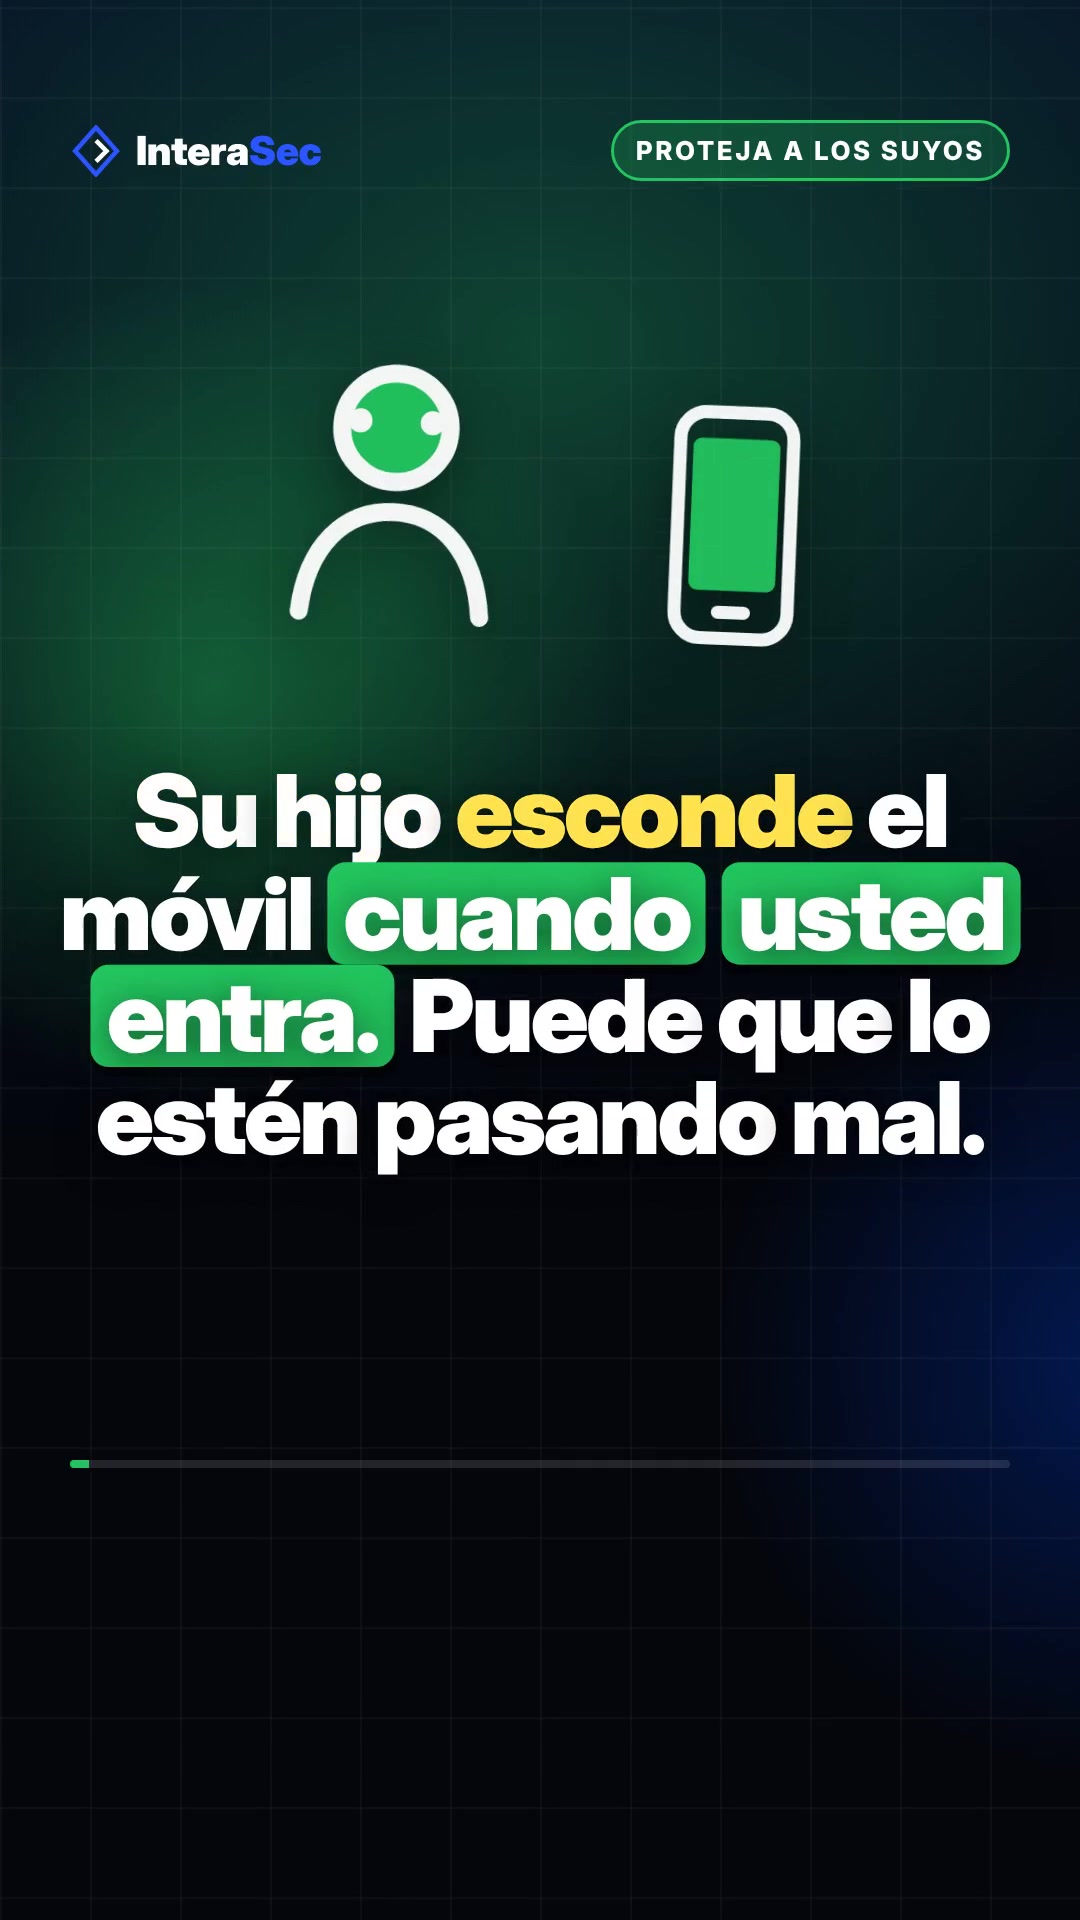 InteraSec
PROTEJA A LOS SUYOS
Su hijo esconde el
móvil cuando usted
entra. Puede que lo
estén pasando mal.